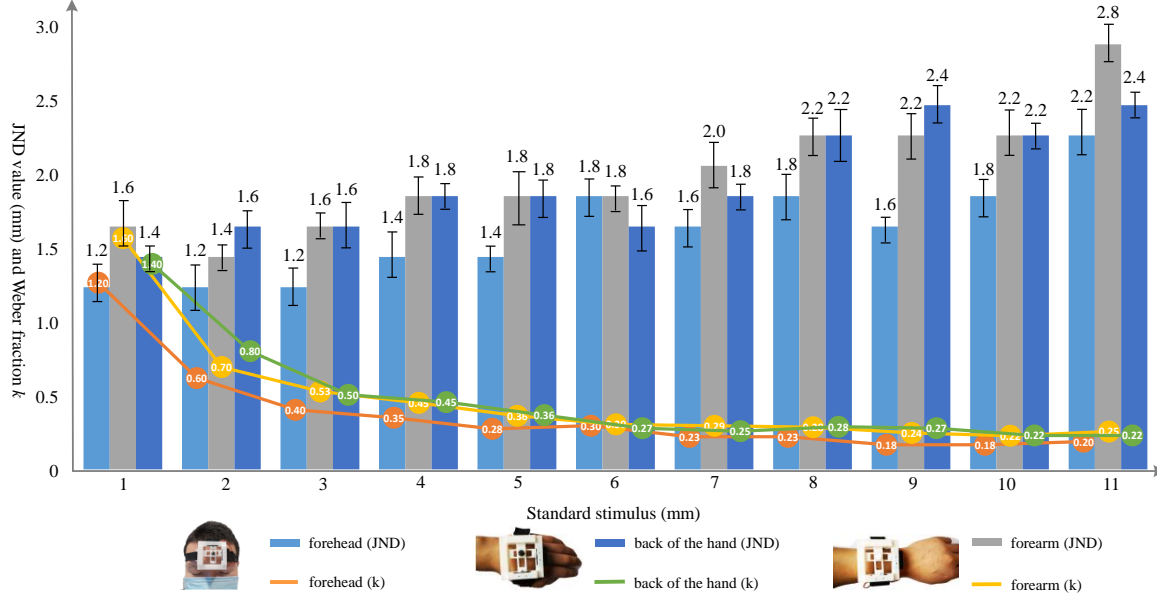 JND value (mm) and Weber fraction k
3.0
2.5
2.0
1.5
1.0
0.5
0
1.2 1.6 1.4
1.2 1.4 1.6
1.2 1.6 1.6
1.4 1.8 1.8
1.4 1.8 1.8
1.8 1.8 1.6
1.6 2.0 1.8
1.8 2.2 2.2
1.6 2.2 2.4
1.8 2.2 2.2
2.2 2.8 2.4
1.20 1.60 1.40
0.60 0.70 0.80
0.40 0.53 0.50
0.35 0.45 0.45
0.28 0.36 0.36
0.30 0.27
0.23 0.29 0.25
0.23 0.28
0.18 0.24 0.27
0.18 0.22 0.22
0.20 0.25 0.22
1 2 3 4 5 6 7 8 9 10 11
Standard stimulus (mm)
forehead (JND) back of the hand (JND) forearm (JND)
forehead (k) back of the hand (k) forearm (k)